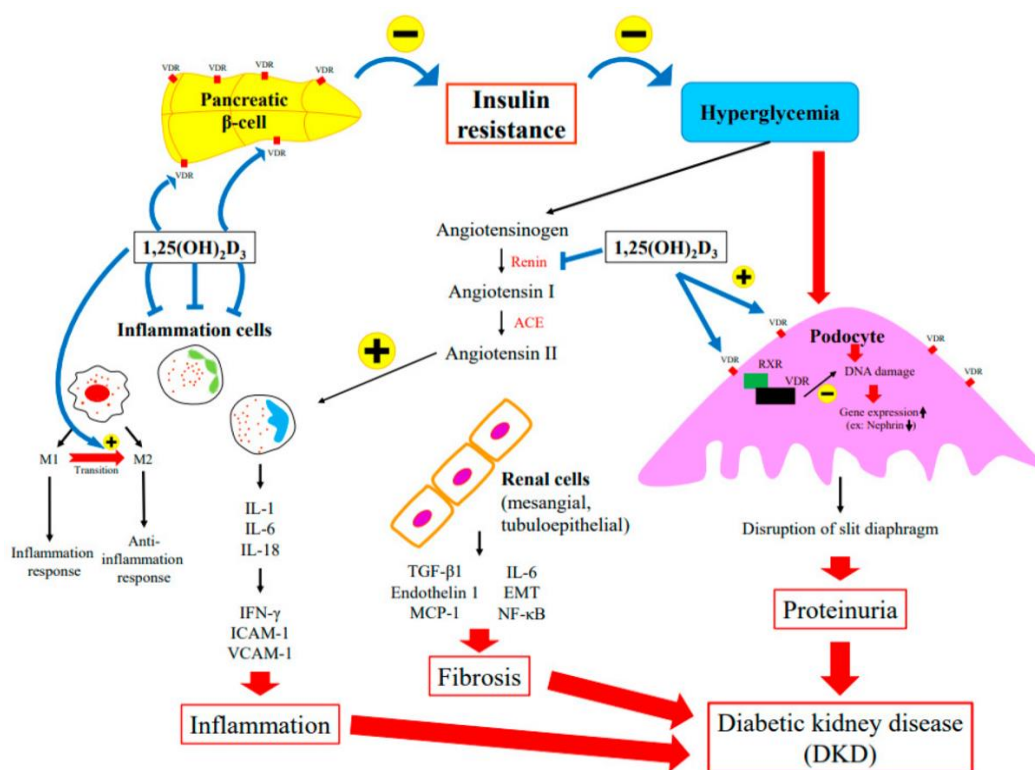 VDR
VDR
VDR
VDR
Pancreatic
β-cell
VDR
VDR
−
−
Insulin
resistance
Hyperglycemia
1,25(OH)₂D₃
Inflammation cells
M1
+
Transition
M2
Inflammation
response
Anti-
inflammation
response
Angiotensinogen
Renin
Angiotensin I
ACE
Angiotensin II
1,25(OH)₂D₃
+
+
IL-1
IL-6
IL-18
IFN-γ
ICAM-1
VCAM-1
Inflammation
Renal cells
(mesangial,
tubuloepithelial)
TGF-β1
Endothelin 1
MCP-1
IL-6
EMT
NF-κB
Fibrosis
VDR
VDR
VDR
VDR
Podocyte
RXR
VDR
−
DNA damage
Gene expression
(ex: Nephrin )
Disruption of slit diaphragm
Proteinuria
Diabetic kidney disease
(DKD)